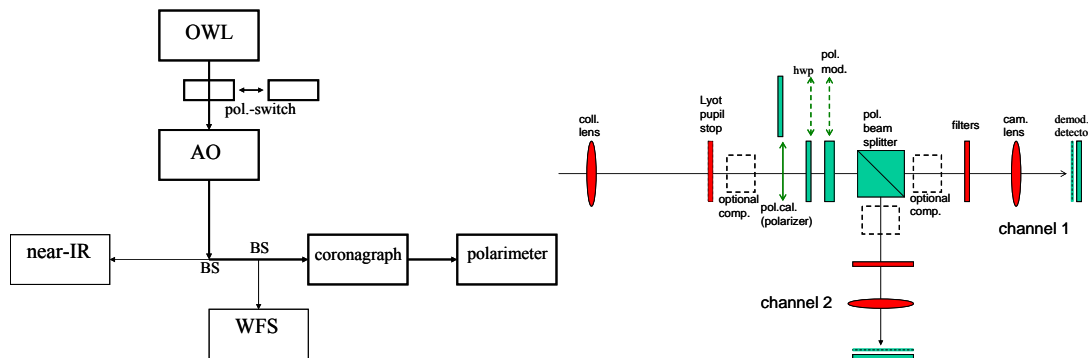 OWL
pol.-switch
AO
near-IR
BS
BS
coronagraph
polarimeter
WFS
coll.
lens
Lyot
pupil
stop
optional
comp.
pol.cal.
(polarizer)
hwp
pol.
mod.
pol.
beam
splitter
optional
comp.
filters
cam.
lens
demod.
detecto
channel 1
channel 2